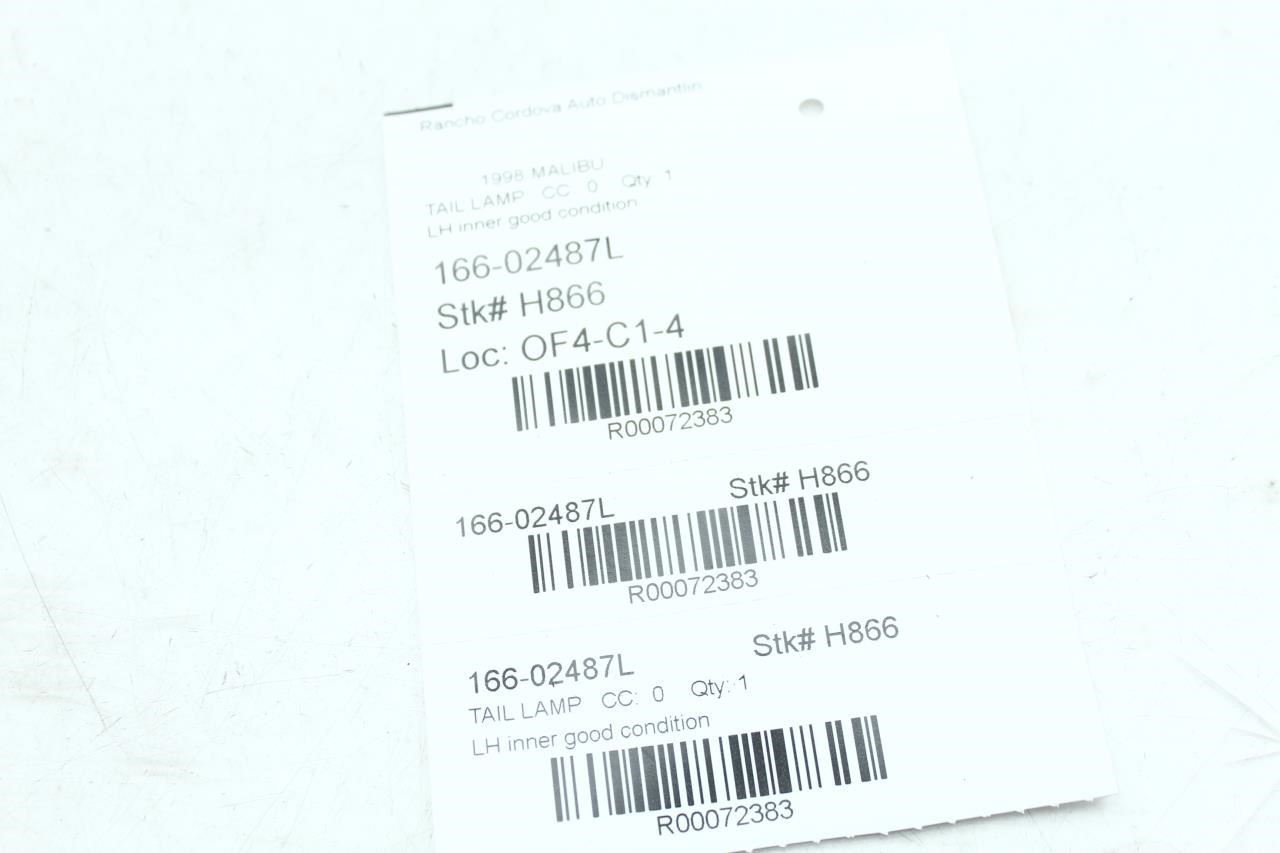 Rancho Cordova Auto Dismantlin
1998 MALIBU
TAIL LAMP CC 0 Qty 1
LH inner good condition
166-02487L
Stk# H866
Loc: OF4-C1-4
R00072383
166-02487L Stk# H866
R00072383
166-02487L Stk# H866
TAIL LAMP CC: 0 Qty: 1
LH inner good condition
R00072383